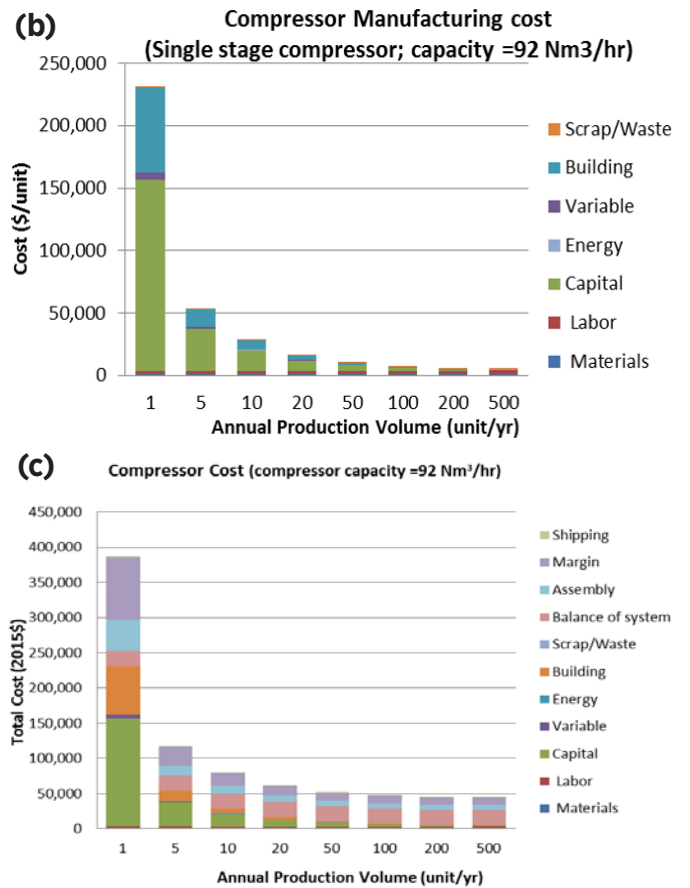 (b)
Compressor Manufacturing cost
(Single stage compressor; capacity =92 Nm3/hr)
250,000
200,000
150,000
100,000
50,000
0
Cost ($/unit)
Scrap/Waste
Building
Variable
Energy
Capital
Labor
Materials
1 5 10 20 50 100 200 500
Annual Production Volume (unit/yr)
(c)
Compressor Cost (compressor capacity =92 Nm³/hr)
450,000
400,000
350,000
300,000
250,000
200,000
150,000
100,000
50,000
0
Total Cost (2015$)
Shipping
Margin
Assembly
Balance of system
Scrap/Waste
Building
Energy
Variable
Capital
Labor
Materials
1 5 10 20 50 100 200 500
Annual Production Volume (unit/yr)